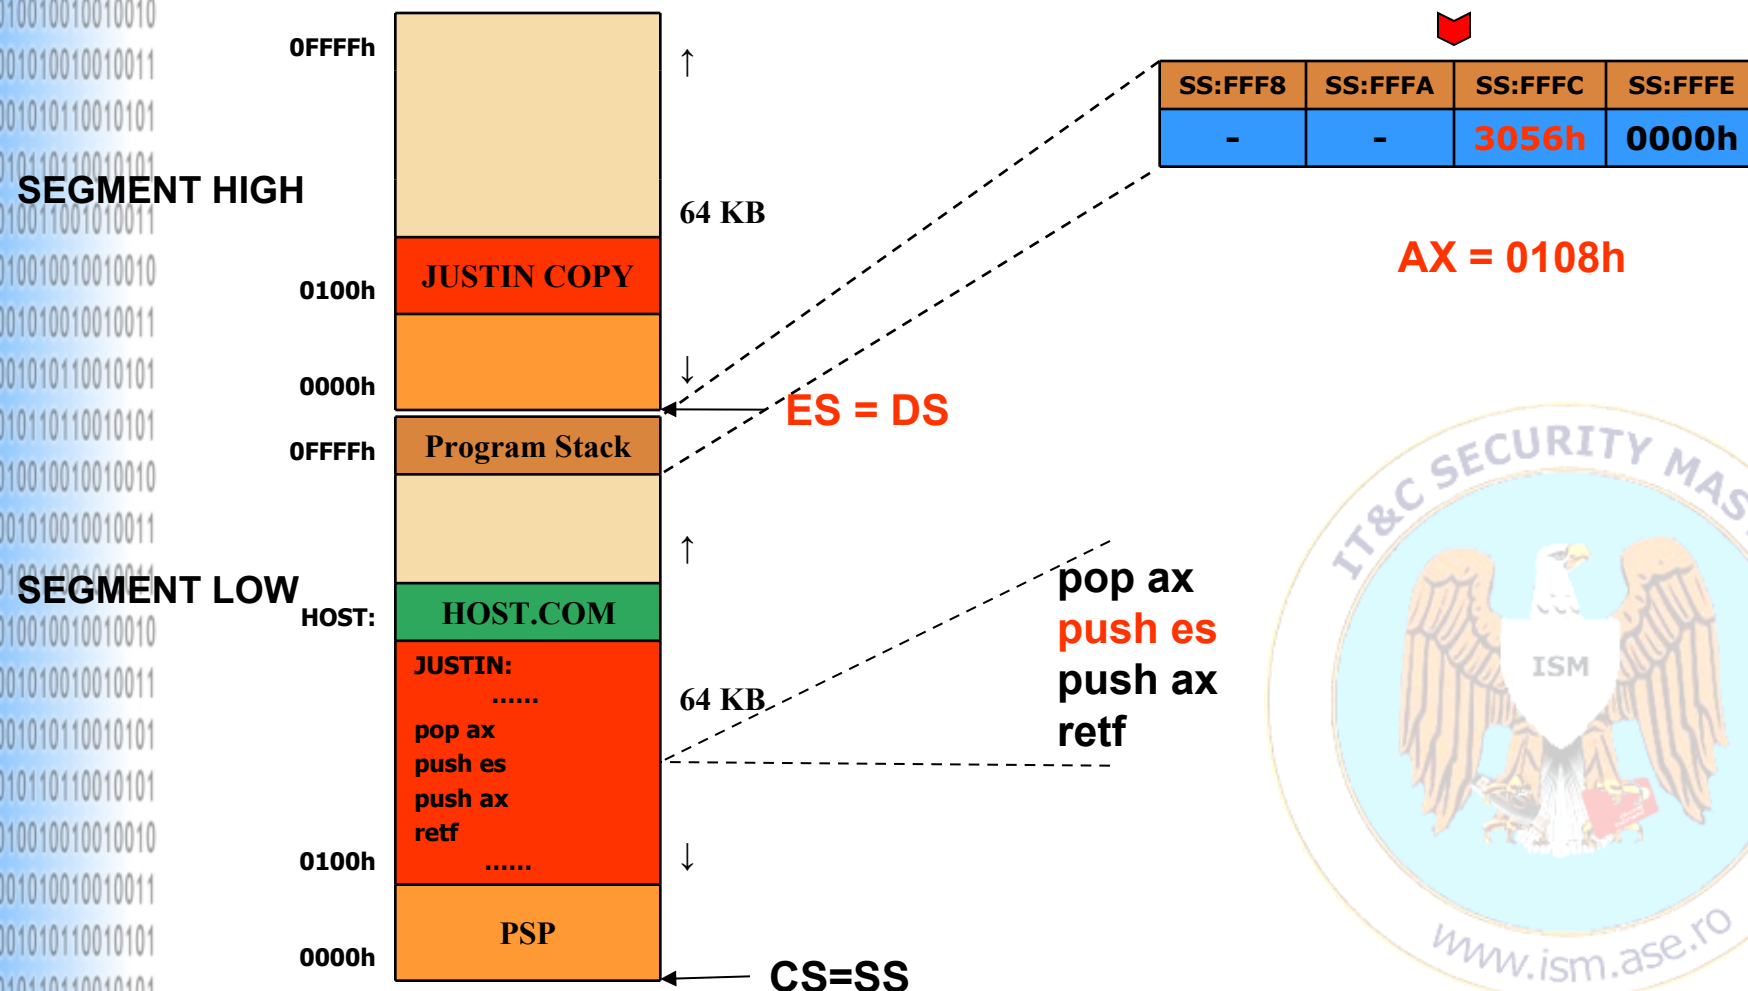 0FFFFh
SEGMENT HIGH
64 KB
JUSTIN COPY
0100h
0000h
ES = DS
0FFFFh
Program Stack
SEGMENT LOW
HOST:
HOST.COM
JUSTIN:
......
pop ax
push es
push ax
retf
......
64 KB
0100h
PSP
0000h
CS=SS
SS:FFF8 SS:FFFA SS:FFFC SS:FFFE
- - 3056h 0000h
AX = 0108h
pop ax
push es
push ax
retf
IT&C SECURITY MAS
ISM
www.ism.ase.ro